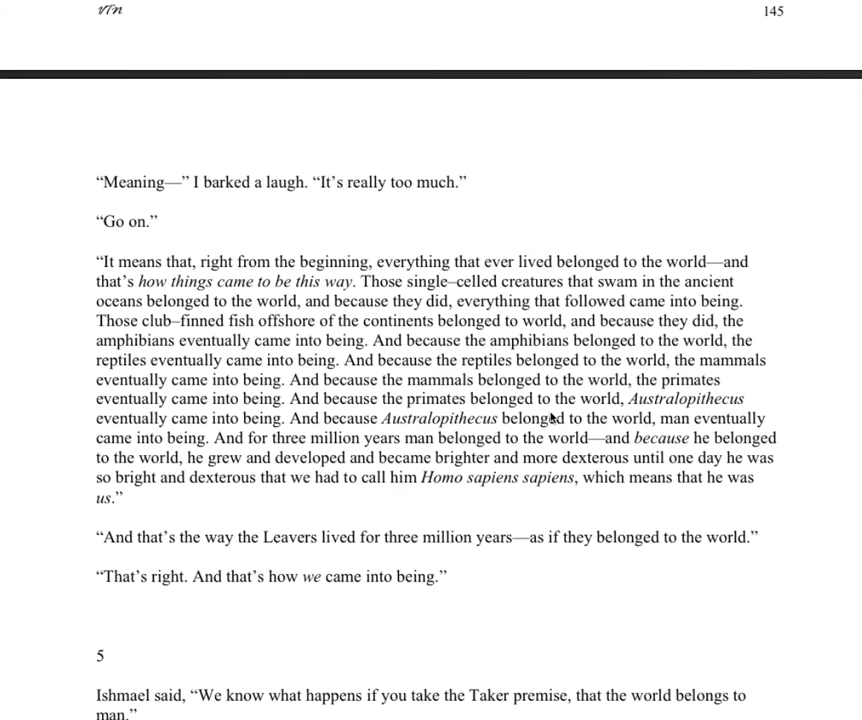 vTn
145
“Meaning—” I barked a laugh. “It’s really too much.”
“Go on.”
“It means that, right from the beginning, everything that ever lived belonged to the world—and
that’s how things came to be this way. Those single–celled creatures that swam in the ancient
oceans belonged to the world, and because they did, everything that followed came into being.
Those club–finned fish offshore of the continents belonged to world, and because they did, the
amphibians eventually came into being. And because the amphibians belonged to the world, the
reptiles eventually came into being. And because the reptiles belonged to the world, the mammals
eventually came into being. And because the mammals belonged to the world, the primates
eventually came into being. And because the primates belonged to the world, Australopithecus
eventually came into being. And because Australopithecus belonged to the world, man eventually
came into being. And for three million years man belonged to the world—and because he belonged
to the world, he grew and developed and became brighter and more dexterous until one day he was
so bright and dexterous that we had to call him Homo sapiens sapiens, which means that he was
us.”
“And that’s the way the Leavers lived for three million years—as if they belonged to the world.”
“That’s right. And that’s how we came into being.”
5
Ishmael said, “We know what happens if you take the Taker premise, that the world belongs to
man.”